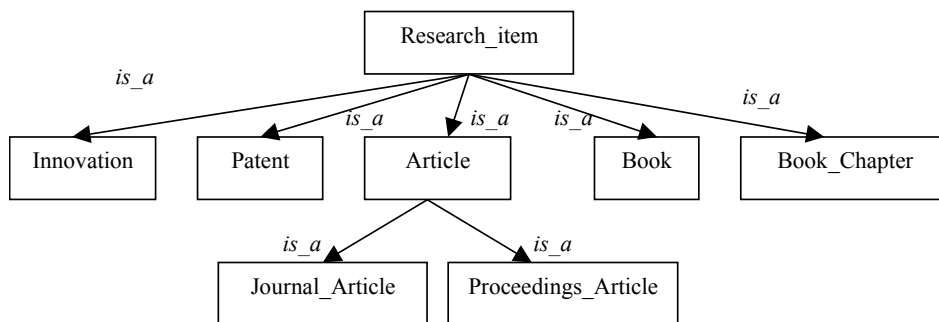 Research_item
is_a
is_a
is_a is_a is_a
Innovation Patent Article Book Book_Chapter
is_a is_a
Journal_Article Proceedings_Article